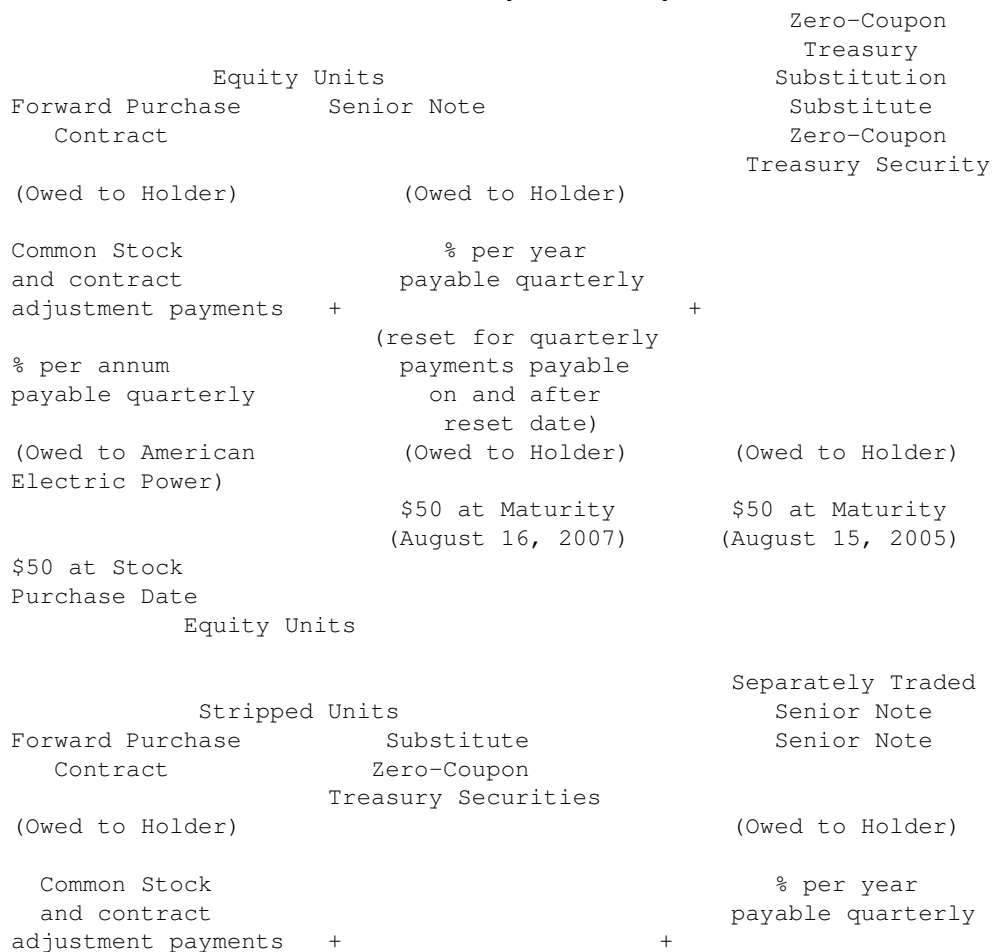 Zero-Coupon
Treasury
Equity Units Substitution
Forward Purchase Senior Note Substitute
Contract Zero-Coupon
Treasury Security
(Owed to Holder) (Owed to Holder)
Common Stock % per year
and contract payable quarterly
adjustment payments + +
(reset for quarterly
% per annum payments payable
payable quarterly on and after
reset date)
(Owed to American (Owed to Holder) (Owed to Holder)
Electric Power)
$50 at Maturity $50 at Maturity
(August 16, 2007) (August 15, 2005)
$50 at Stock
Purchase Date
Equity Units
Separately Traded
Stripped Units Senior Note
Forward Purchase Substitute Senior Note
Contract Zero-Coupon
Treasury Securities
(Owed to Holder) (Owed to Holder)
Common Stock % per year
and contract payable quarterly
adjustment payments + +